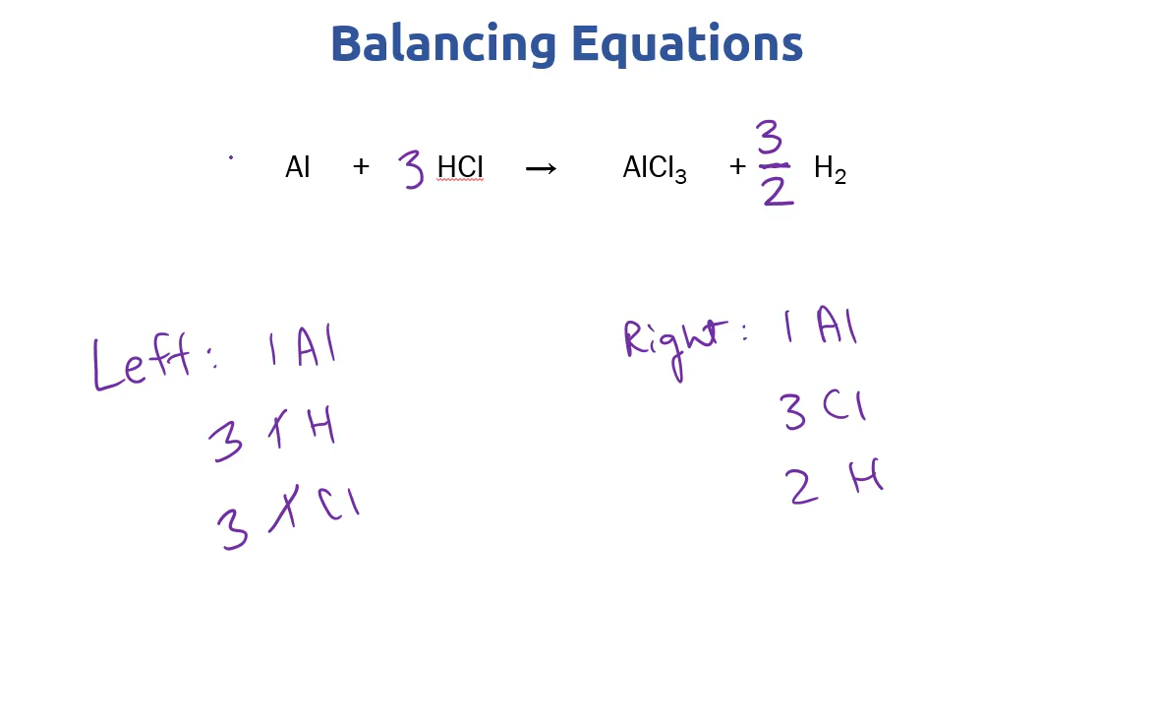 Balancing Equations
Al + 3 HCl → AlCl₃ + 3/2 H₂
Left: 1 Al
Right: 1 Al
3 1 H
3 Cl
3 1 Cl
2 H